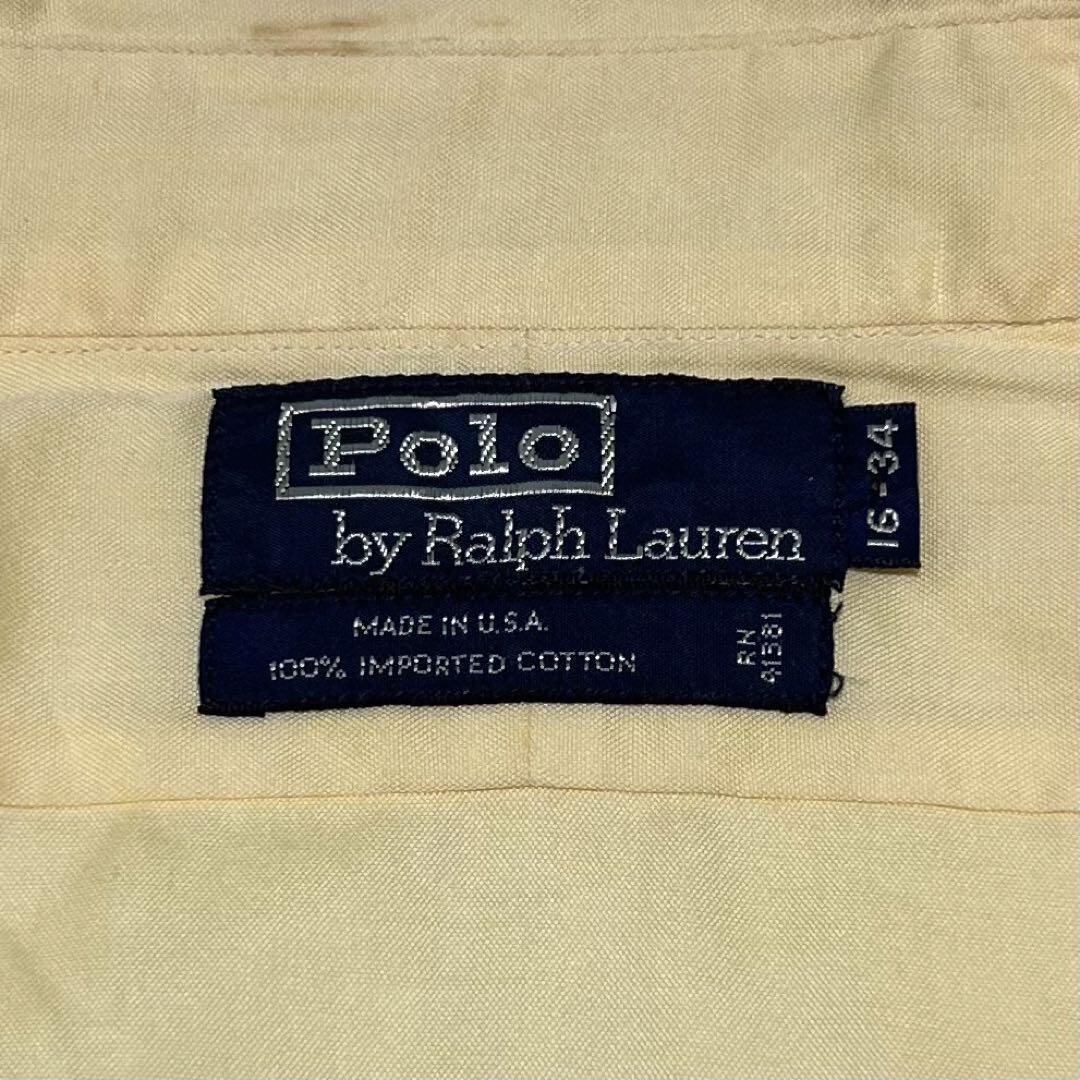 Polo
by Ralph Lauren
16-34
MADE IN U.S.A.
100% IMPORTED COTTON
RN
41381